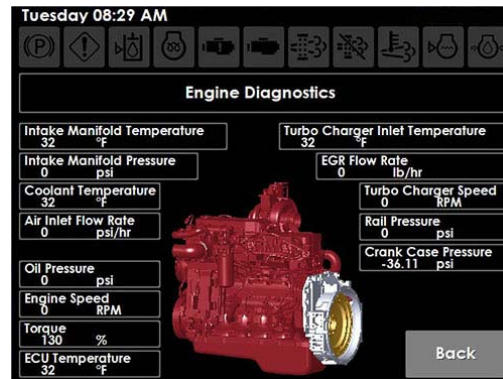 Tuesday 08:29 AM
(P)
Engine Diagnostics
Intake Manifold Temperature
32 °F
Intake Manifold Pressure
0 psi
Coolant Temperature
32 °F
Air Inlet Flow Rate
0 psi/hr
Oil Pressure
0 psi
Engine Speed
0 RPM
Torque
130 %
ECU Temperature
32 °F
Turbo Charger Inlet Temperature
32 °F
EGR Flow Rate
0 lb/hr
Turbo Charger Speed
0 RPM
Rail Pressure
0 psi
Crank Case Pressure
-36.11 psi
Back